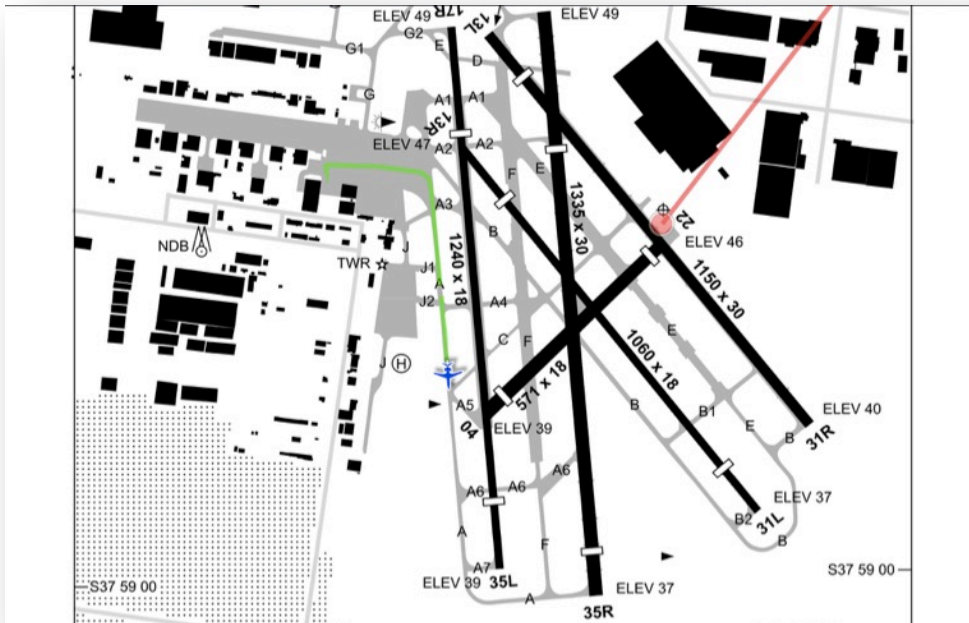 ELEV 49
17R
ELEV 49
13L
G2
G1
E
D
G
A1
A1
13R
ELEV 47
A2
A2
E
F
A3
B
22
ELEV 46
NDB
TWR
J
J1
A
J2
1240 x 18
1335 x 30
1150 x 30
A4
C
F
E
J
H
1060 x 18
571 x 18
A5
04
ELEV 39
B
B1
E
B
ELEV 40
31R
A6
A6
A6
ELEV 37
B2
31L
B
A
F
S37 59 00
S37 59 00
A7
ELEV 39
35L
ELEV 37
A
35R